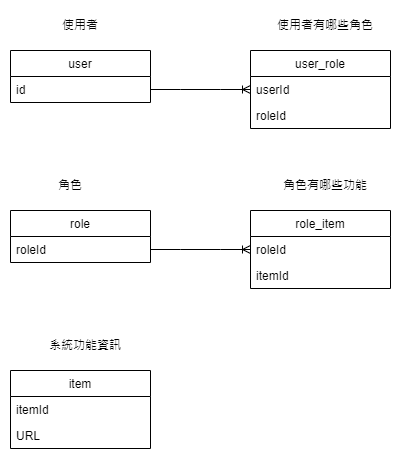 使用者
使用者有哪些角色
user
user_role
id
userId
roleId
角色
角色有哪些功能
role
role_item
roleId
roleId
itemId
系統功能資訊
item
itemId
URL